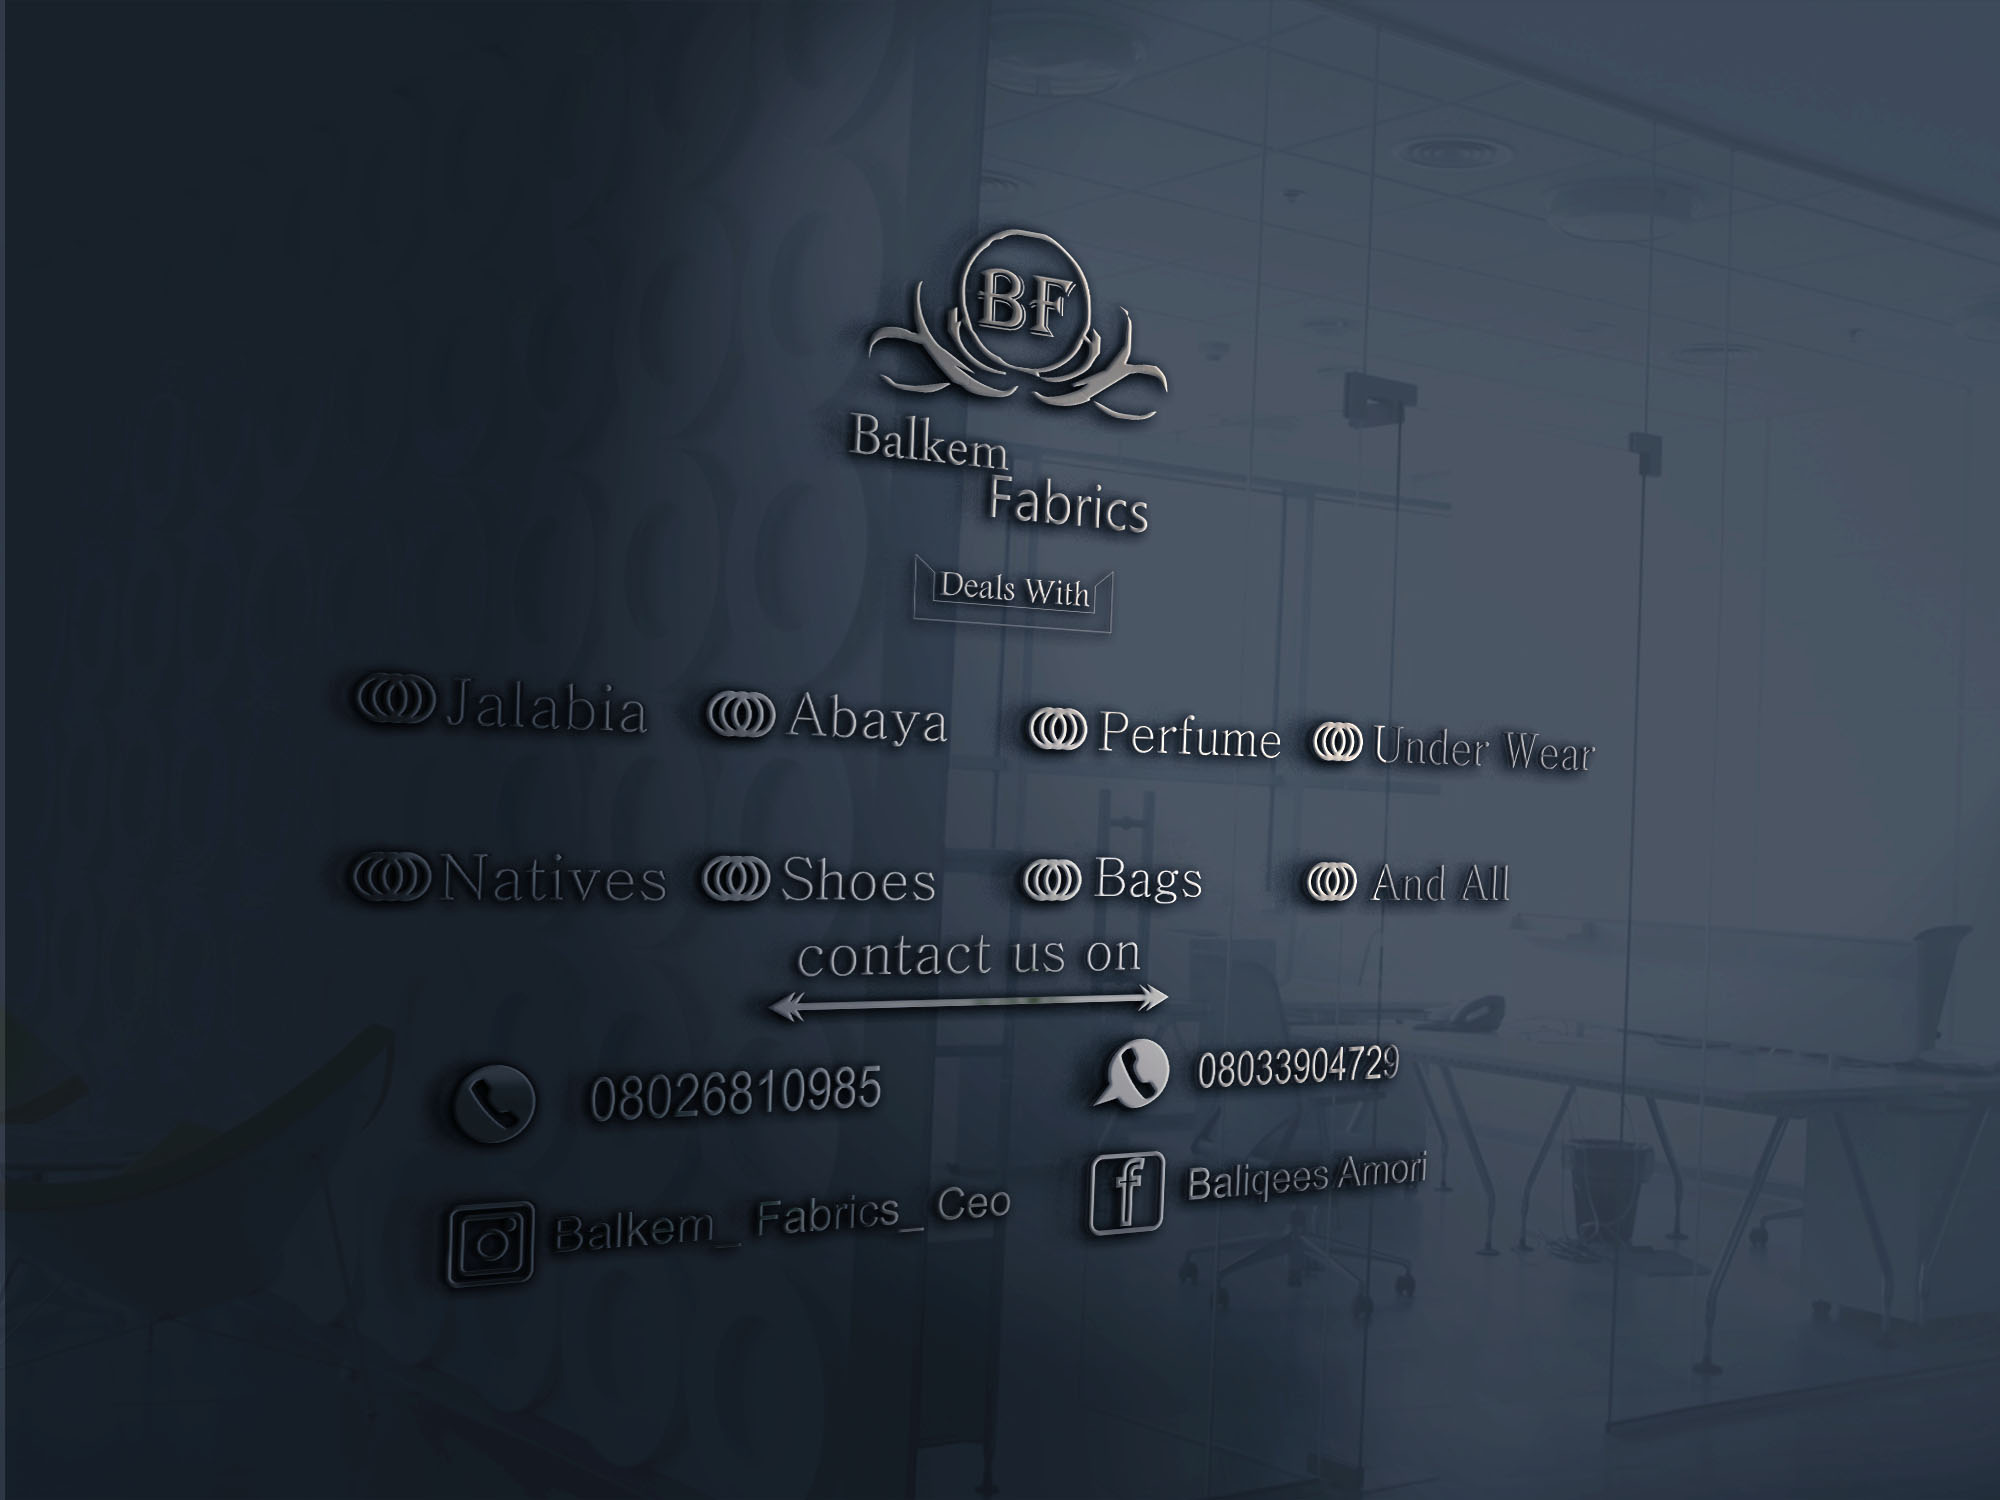 BF
Balkem
Fabrics
Deals With
Jalabia Abaya Perfume Under Wear
Natives Shoes Bags And All
contact us on
08026810985 08033904729
Balkem_ Fabrics_ Ceo Baliqees Amori